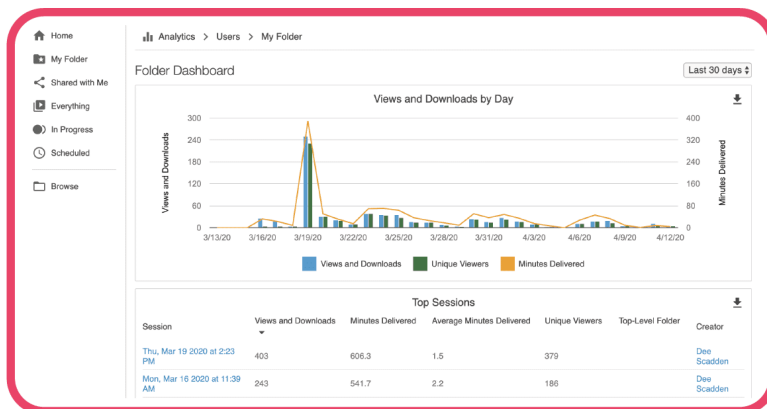 Home
My Folder
Shared with Me
Everything
In Progress
Scheduled
Browse
Analytics > Users > My Folder
Folder Dashboard
Last 30 days
Views and Downloads by Day
Views and Downloads
300
240
180
120
60
0
400
320
240
160
80
0
Minutes Delivered
3/13/20 3/16/20 3/19/20 3/22/20 3/25/20 3/28/20 3/31/20 4/3/20 4/6/20 4/9/20 4/12/20
Views and Downloads Unique Viewers Minutes Delivered
Top Sessions
Session Views and Downloads Minutes Delivered Average Minutes Delivered Unique Viewers Top-Level Folder Creator
Thu, Mar 19 2020 at 2:23
PM
403 606.3 1.5 379
Dee
Scadden
Mon, Mar 16 2020 at 11:39
AM
243 541.7 2.2 186
Dee
Scadden